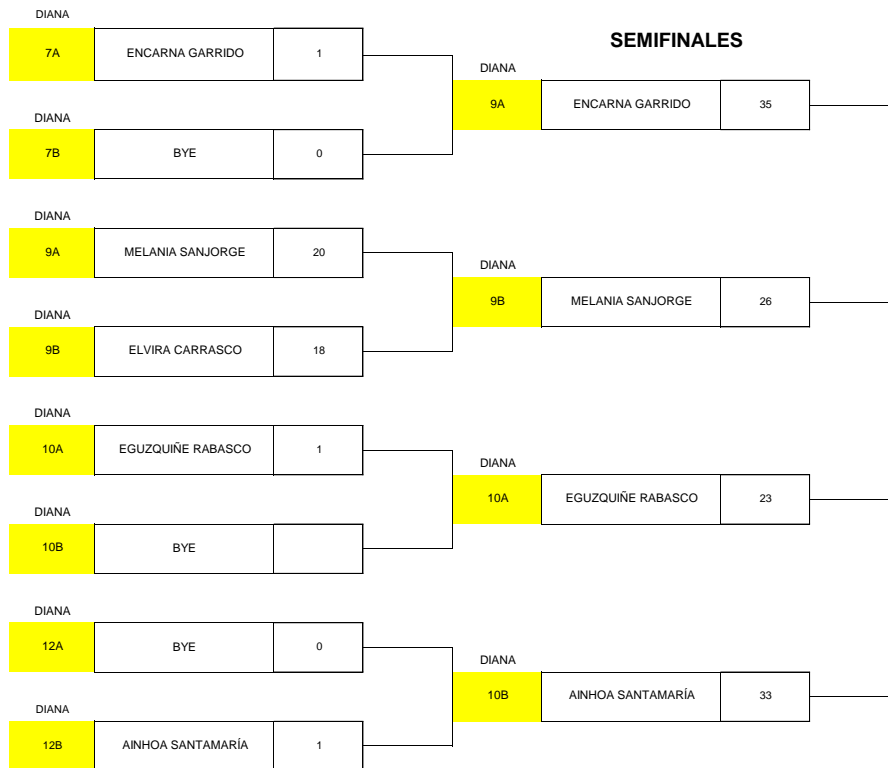 DIANA
7A ENCARNA GARRIDO 1
SEMIFINALES
DIANA
9A ENCARNA GARRIDO 35
DIANA
7B BYE 0
DIANA
9A MELANIA SANJORGE 20
DIANA
9B MELANIA SANJORGE 26
DIANA
9B ELVIRA CARRASCO 18
DIANA
10A EGUZQUIÑE RABASCO 1
DIANA
10A EGUZQUIÑE RABASCO 23
DIANA
10B BYE
DIANA
12A BYE 0
DIANA
10B AINHOA SANTAMARÍA 33
DIANA
12B AINHOA SANTAMARÍA 1